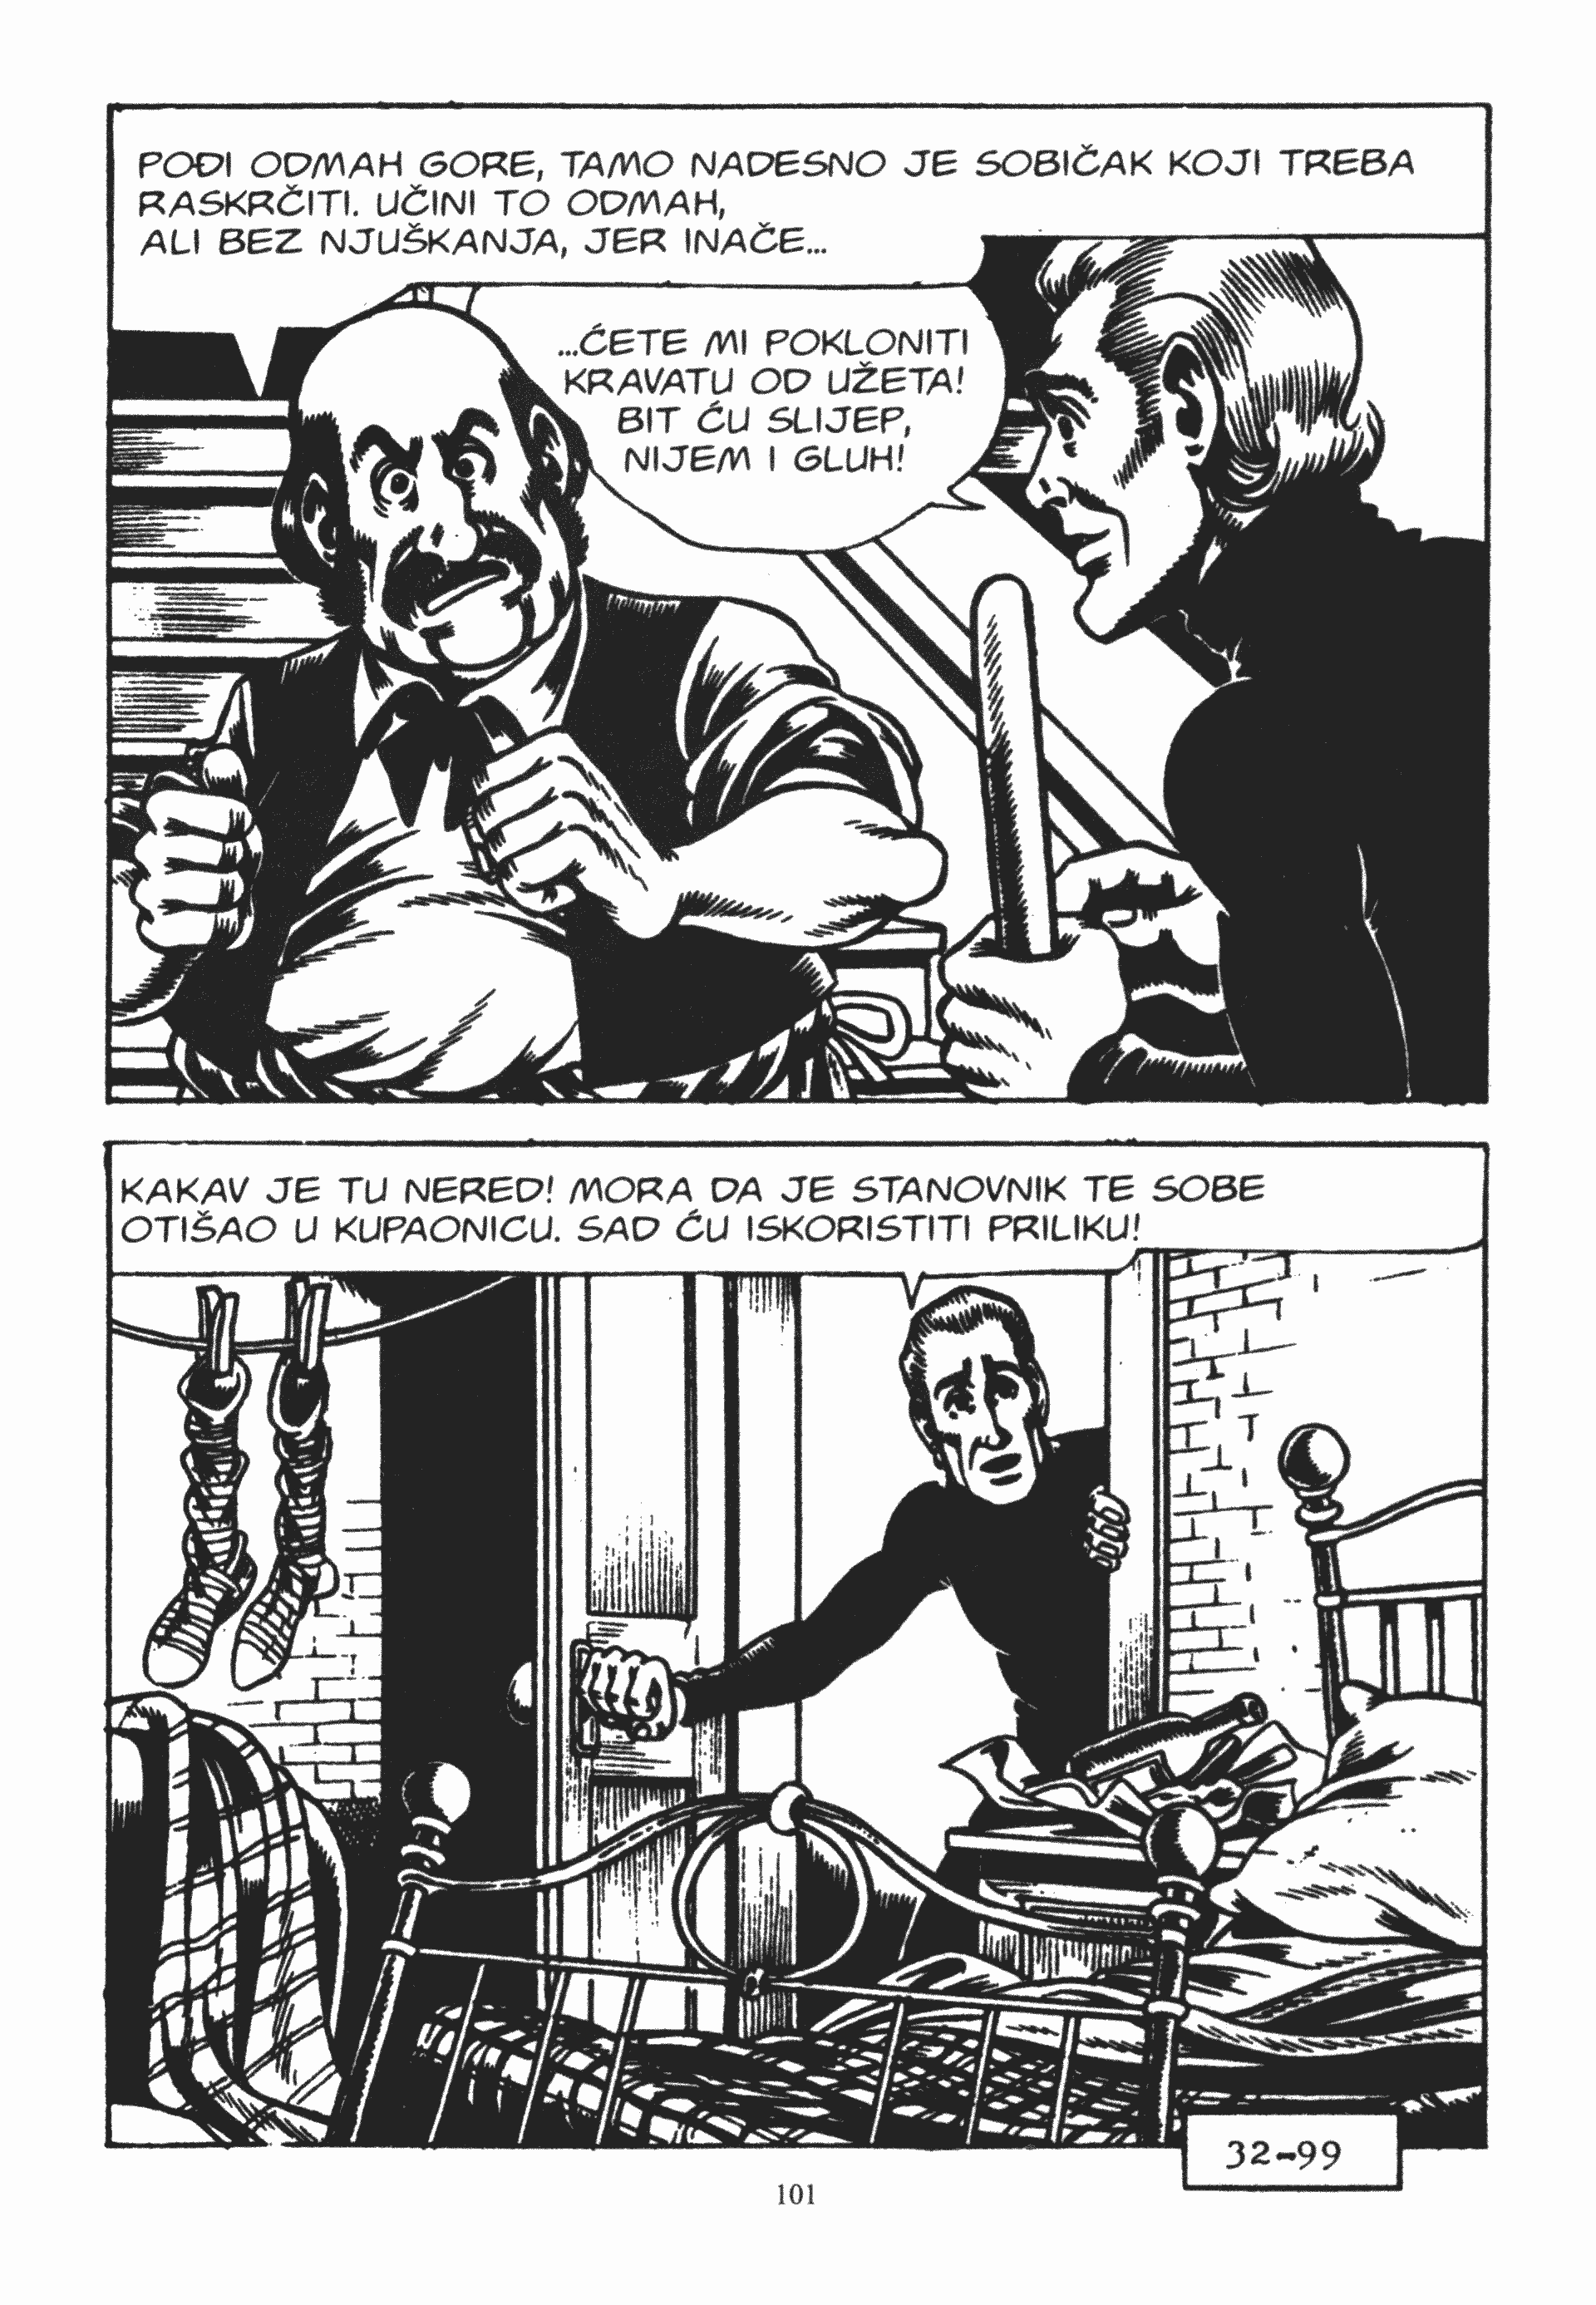 POĐI ODMAH GORE, TAMO NADESNO JE SOBIČAK KOJI TREBA
RASKRČITI. UČINI TO ODMAH,
ALI BEZ NJUŠKANJA, JER INAČE...
...ĆETE MI POKLONITI
KRAVATU OD UŽETA!
BIT ĆU SLIJEP,
NIJEM I GLUH!
KAKAV JE TU NERED! MORA DA JE STANOVNIK TE SOBE
OTIŠAO U KUPAONICU. SAD ĆU ISKORISTITI PRILIKU!
32-99
101